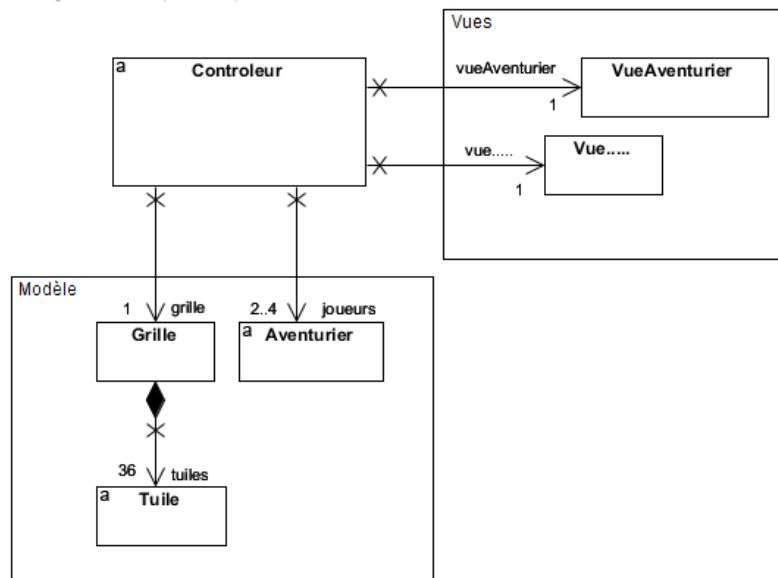 Vues
a
Controleur
vueAventurier
1
VueAventurier
vue.....
1
Vue.....
Modèle
1 grille
2..4 joueurs
Grille
a
Aventurier
36 tuiles
a
Tuile